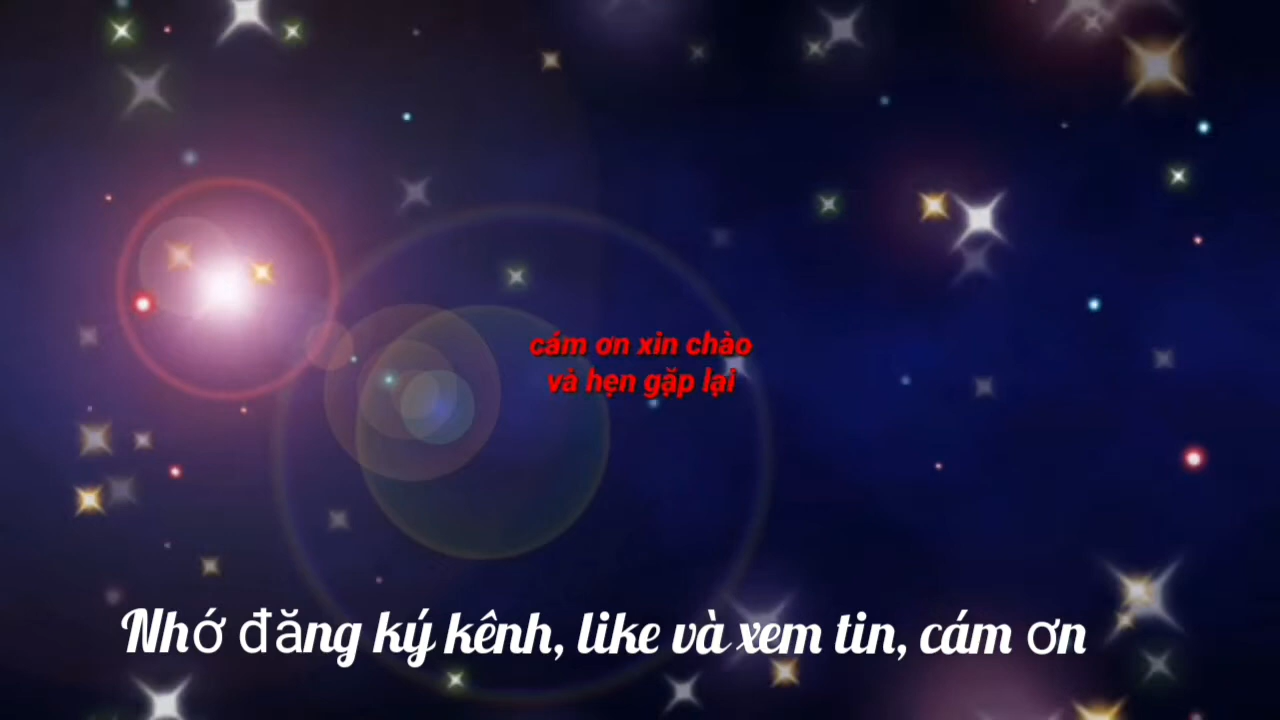 cám ơn xin chào
và hẹn gặp lại
Nhớ đăng ký kênh, like và xem tin, cám ơn